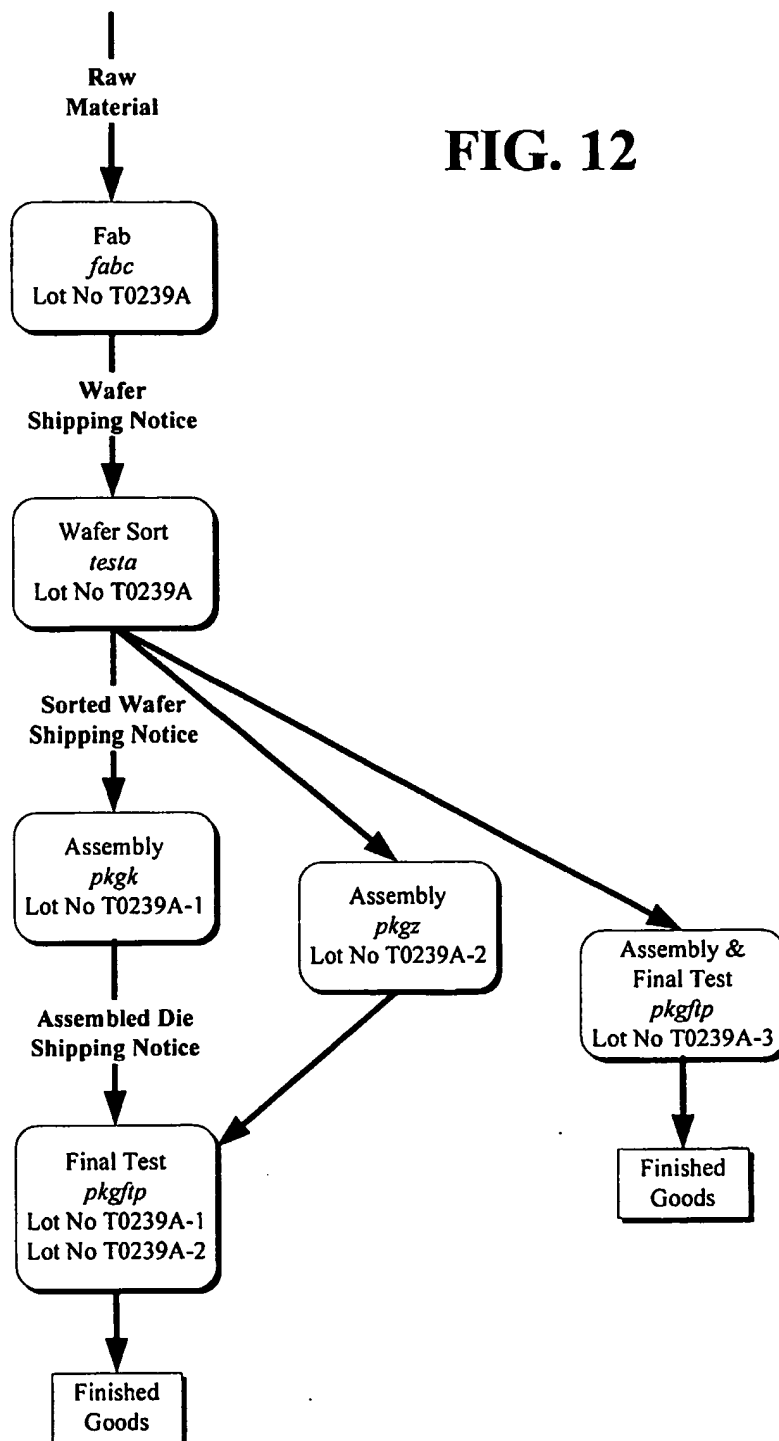 Raw
Material
FIG. 12
Fab
fabc
Lot No T0239A
Wafer
Shipping Notice
Wafer Sort
testa
Lot No T0239A
Sorted Wafer
Shipping Notice
Assembly
pkgk
Lot No T0239A-1
Assembly
pkgz
Lot No T0239A-2
Assembly &
Final Test
pkgftp
Lot No T0239A-3
Assembled Die
Shipping Notice
Final Test
pkgftp
Lot No T0239A-1
Lot No T0239A-2
Finished
Goods
Finished
Goods